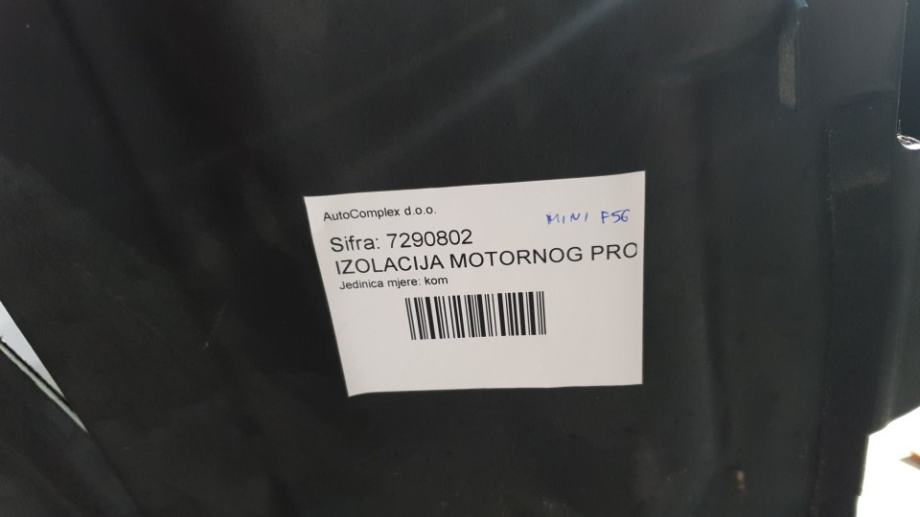 AutoComplex d.o.o.
MINI F56
Sifra: 7290802
IZOLACIJA MOTORNOG PRO
Jedinica mjere: kom